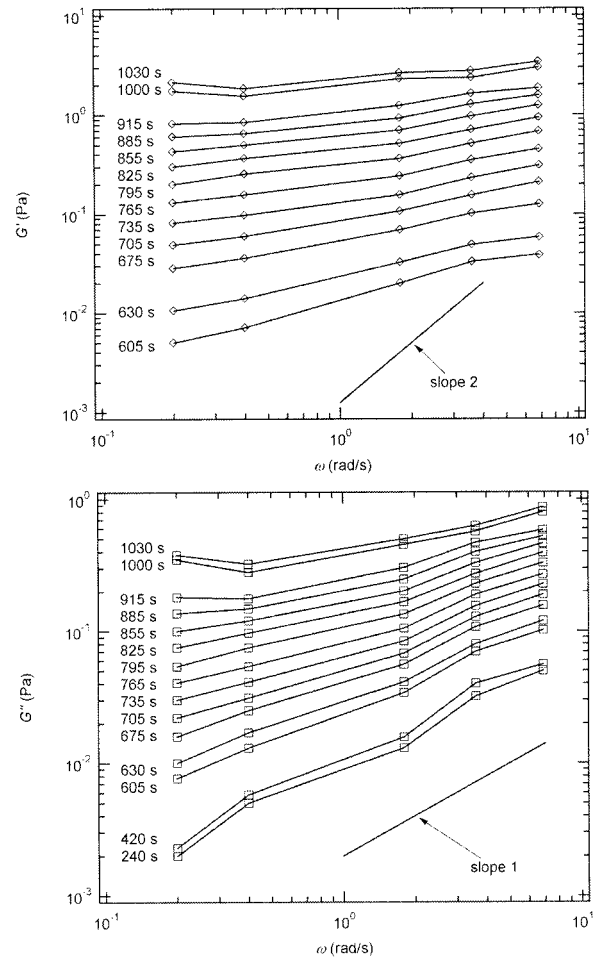 10¹
10⁰
10⁻¹
10⁻²
10⁻³
G' (Pa)
1030 s
1000 s
915 s
885 s
855 s
825 s
795 s
765 s
735 s
705 s
675 s
630 s
605 s
slope 2
10⁻¹
10⁰
10¹
ω (rad/s)
10⁰
10⁻¹
10⁻²
10⁻³
G" (Pa)
1030 s
1000 s
915 s
885 s
855 s
825 s
795 s
765 s
735 s
705 s
675 s
630 s
605 s
420 s
240 s
slope 1
10⁻¹
10⁰
10¹
ω (rad/s)